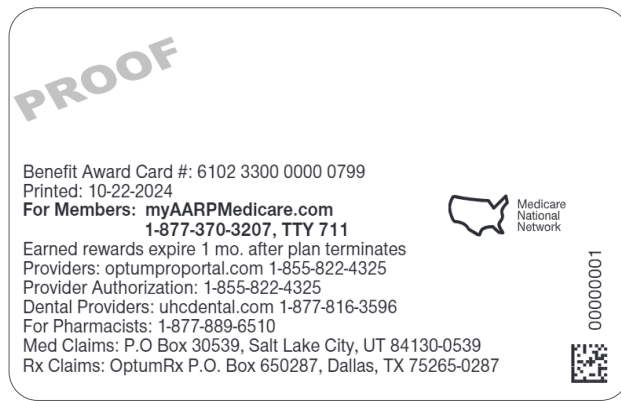 PROOF
Benefit Award Card #: 6102 3300 0000 0799
Printed: 10-22-2024
For Members: myAARPMedicare.com
1-877-370-3207, TTY 711
Earned rewards expire 1 mo. after plan terminates
Providers: optumproportal.com 1-855-822-4325
Provider Authorization: 1-855-822-4325
Dental Providers: uhcdental.com 1-877-816-3596
For Pharmacists: 1-877-889-6510
Med Claims: P.O Box 30539, Salt Lake City, UT 84130-0539
Rx Claims: OptumRx P.O. Box 650287, Dallas, TX 75265-0287
Medicare
National
Network
00000001